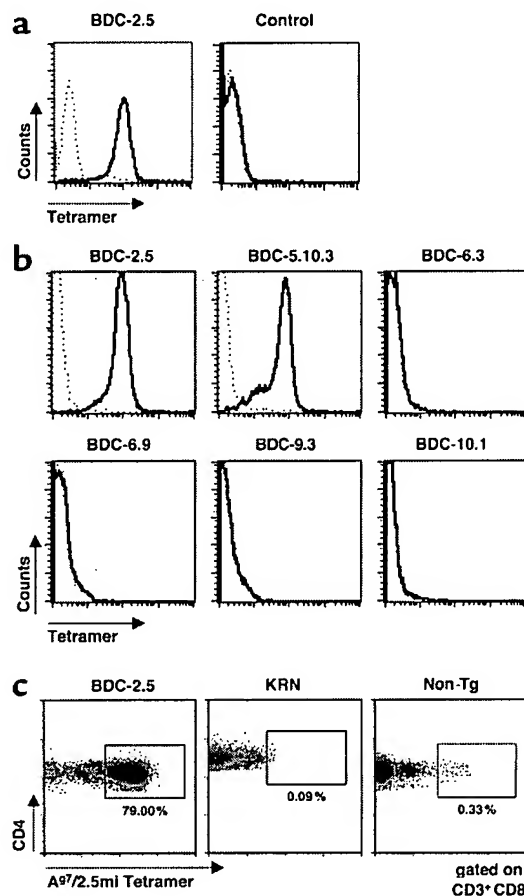 a
BDC-2.5 Control
Counts
Tetramer
b
BDC-2.5 BDC-5.10.3 BDC-6.3
BDC-6.9 BDC-9.3 BDC-10.1
Counts
Tetramer
c
BDC-2.5 KRN Non-Tg
79.00% 0.09% 0.33%
CD4
A^g7/2.5mi Tetramer
gated on
CD3⁺ CD8